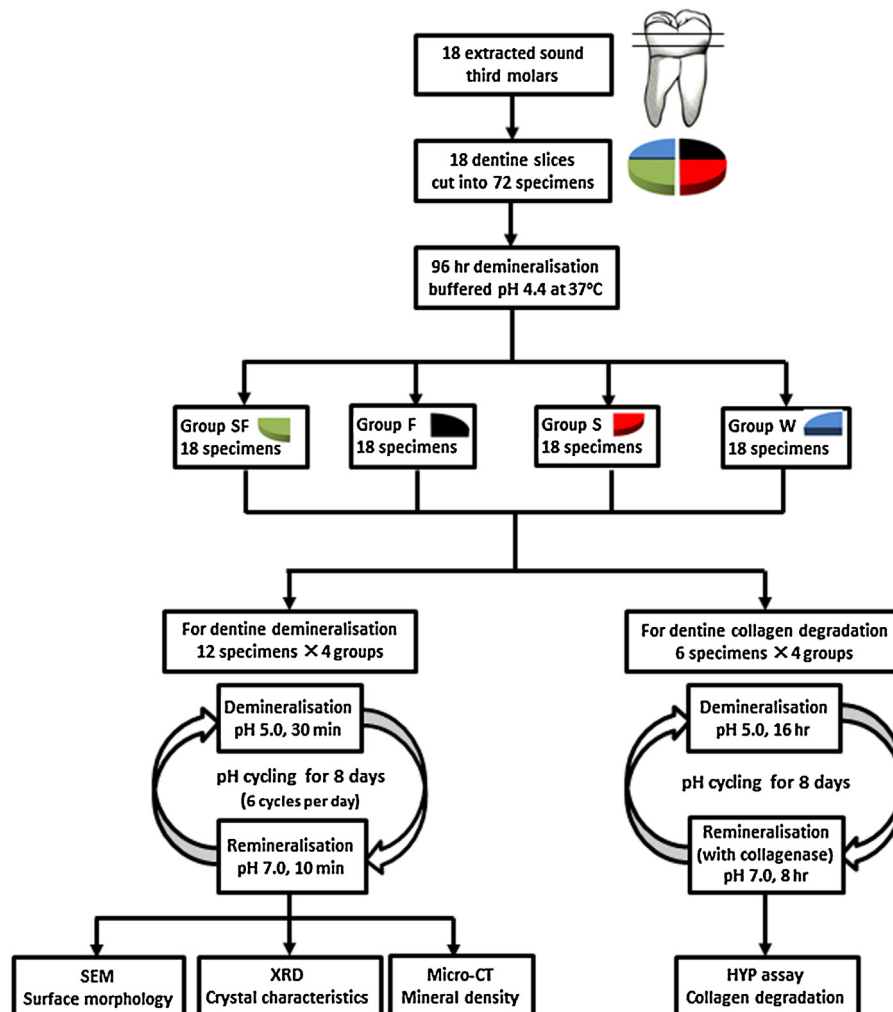 18 extracted sound
third molars
18 dentine slices
cut into 72 specimens
96 hr demineralisation
buffered pH 4.4 at 37°C
Group SF
18 specimens
Group F
18 specimens
Group S
18 specimens
Group W
18 specimens
For dentine demineralisation
12 specimens ×4 groups
For dentine collagen degradation
6 specimens ×4 groups
Demineralisation
pH 5.0, 30 min
pH cycling for 8 days
(6 cycles per day)
Remineralisation
pH 7.0, 10 min
Demineralisation
pH 5.0, 16 hr
pH cycling for 8 days
Remineralisation
(with collagenase)
pH 7.0, 8 hr
SEM
Surface morphology
XRD
Crystal characteristics
Micro-CT
Mineral density
HYP assay
Collagen degradation